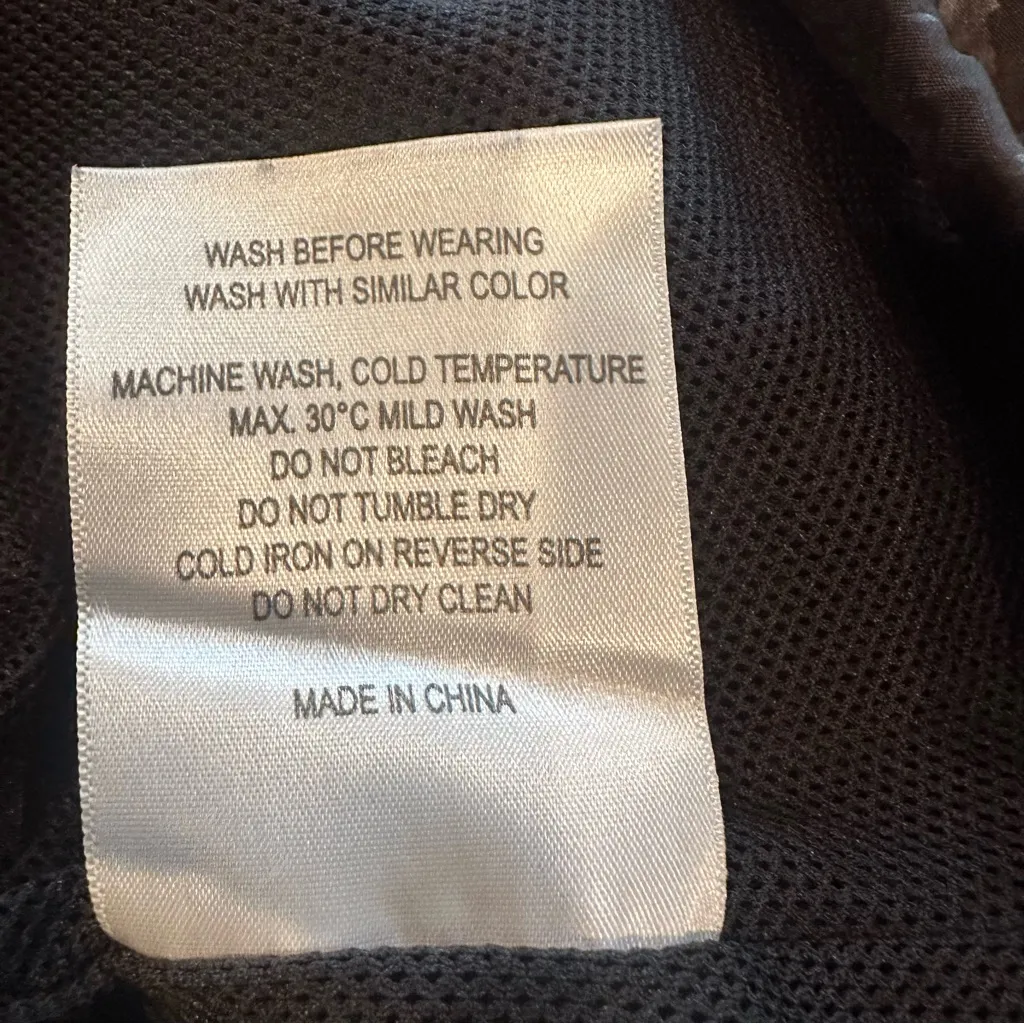 WASH BEFORE WEARING
WASH WITH SIMILAR COLOR
MACHINE WASH, COLD TEMPERATURE
MAX. 30°C MILD WASH
DO NOT BLEACH
DO NOT TUMBLE DRY
COLD IRON ON REVERSE SIDE
DO NOT DRY CLEAN
MADE IN CHINA